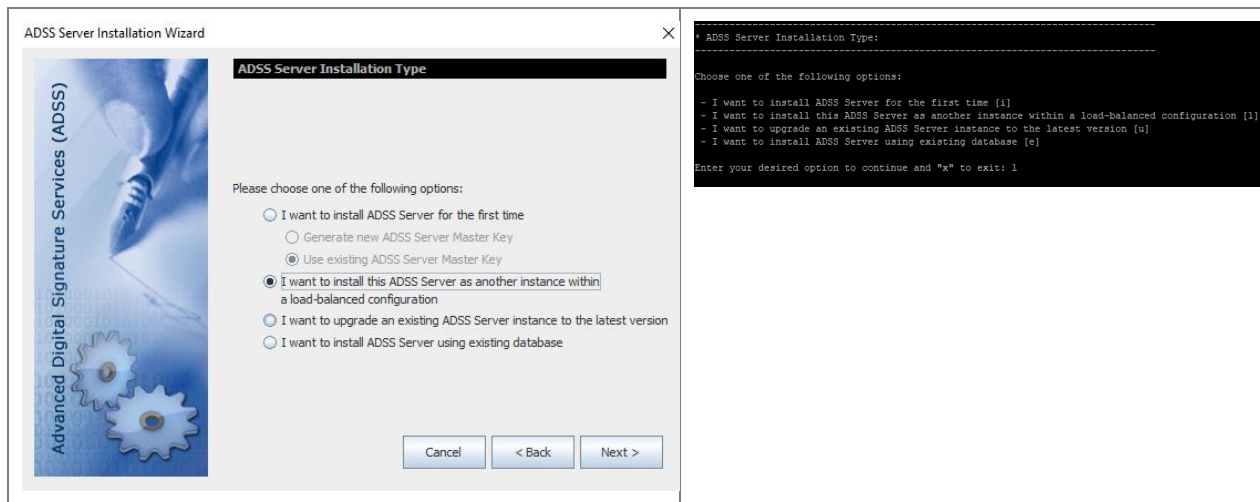 ADSS Server Installation Wizard
Advanced Digital Signature Services (ADSS)
ADSS Server Installation Type
Please choose one of the following options:
I want to install ADSS Server for the first time
Generate new ADSS Server Master Key
Use existing ADSS Server Master Key
I want to install this ADSS Server as another instance within
a load-balanced configuration
I want to upgrade an existing ADSS Server instance to the latest version
I want to install ADSS Server using existing database
Cancel
< Back
Next >
--------------------------------------------------------------------------------
* ADSS Server Installation Type:
--------------------------------------------------------------------------------
Choose one of the following options:
- I want to install ADSS Server for the first time [i]
- I want to install this ADSS Server as another instance within a load-balanced configuration [l]
- I want to upgrade an existing ADSS Server instance to the latest version [u]
- I want to install ADSS Server using existing database [e]
Enter your desired option to continue and "x" to exit: l